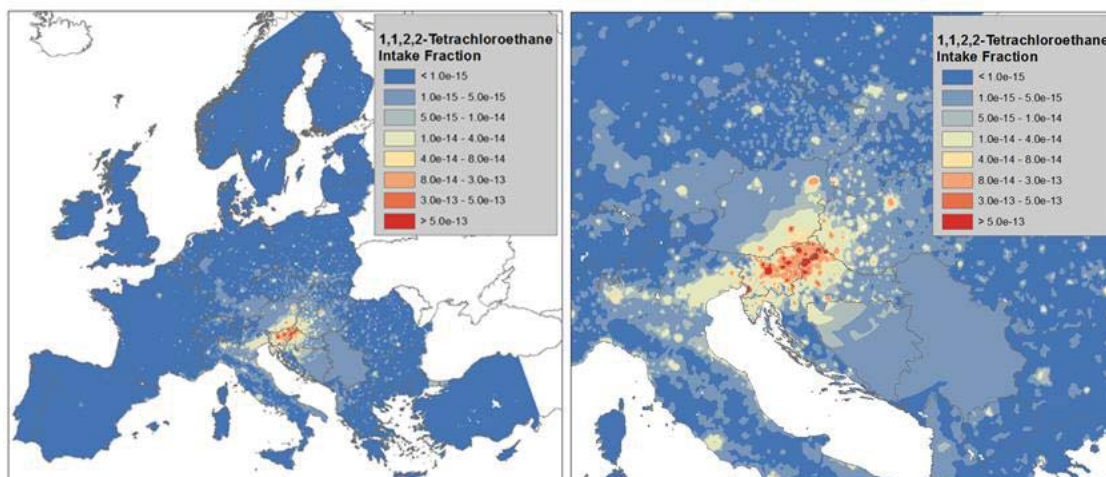 1,1,2,2-Tetrachloroethane
Intake Fraction
< 1.0e-15
1.0e-15 - 5.0e-15
5.0e-15 - 1.0e-14
1.0e-14 - 4.0e-14
4.0e-14 - 8.0e-14
8.0e-14 - 3.0e-13
3.0e-13 - 5.0e-13
> 5.0e-13
1,1,2,2-Tetrachloroethane
Intake Fraction
< 1.0e-15
1.0e-15 - 5.0e-15
5.0e-15 - 1.0e-14
1.0e-14 - 4.0e-14
4.0e-14 - 8.0e-14
8.0e-14 - 3.0e-13
3.0e-13 - 5.0e-13
> 5.0e-13